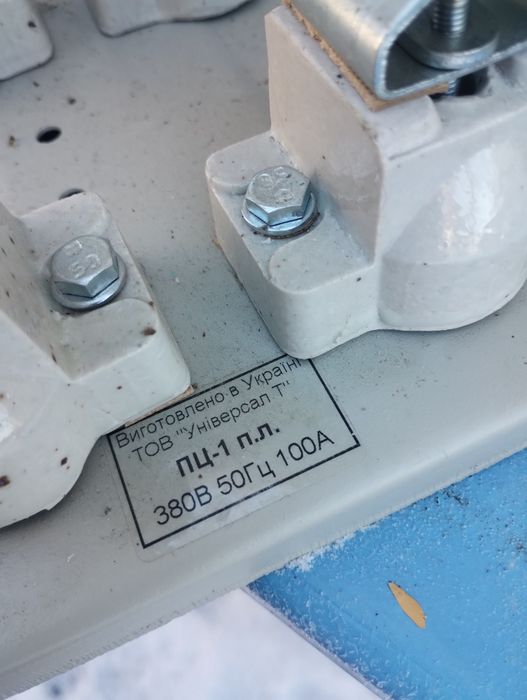 Виготовлено в Україні
ТОВ "Універсал Т"
ПЦ-1 п.л.
380В 50Гц 100А